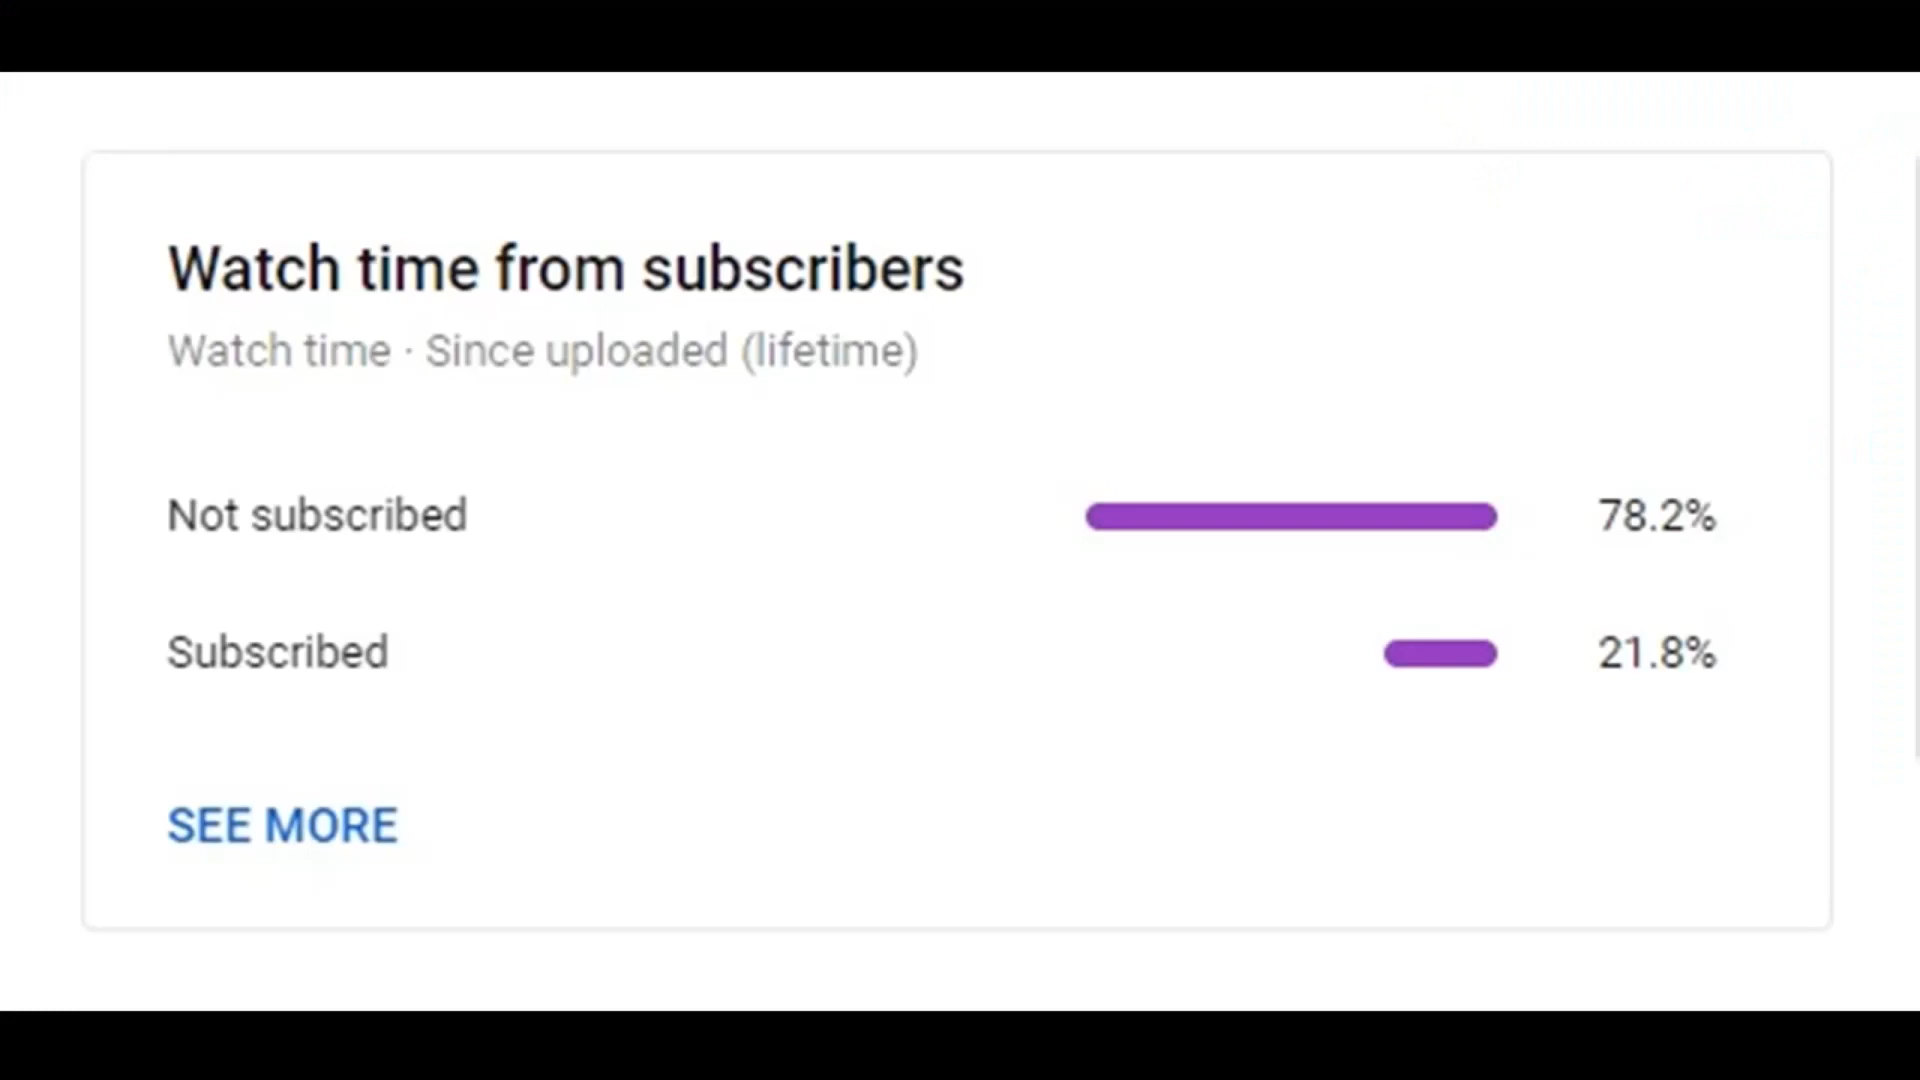 Watch time from subscribers
Watch time · Since uploaded (lifetime)
Not subscribed 78.2%
Subscribed 21.8%
SEE MORE